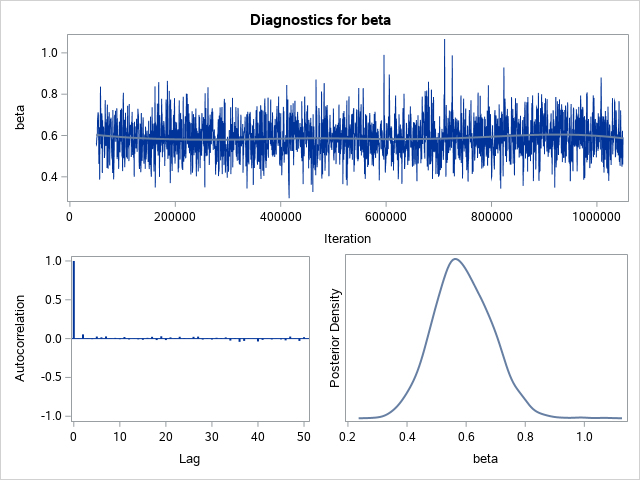 Diagnostics for beta
beta
1.0
0.8
0.6
0.4
0 200000 400000 600000 800000 1000000
Iteration
Autocorrelation
1.0
0.5
0.0
-0.5
-1.0
0 10 20 30 40 50
Lag
Posterior Density
0.2 0.4 0.6 0.8 1.0
beta